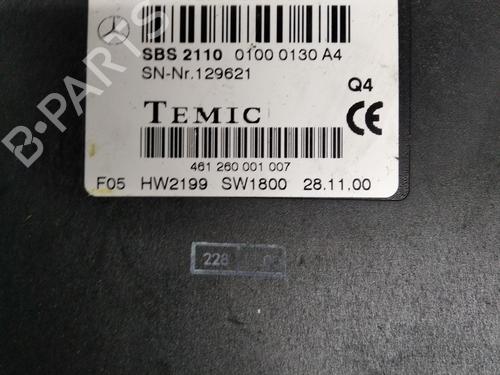 SBS 2110 0100 0130 A4
SN-Nr.129621
Q4
TEMIC
CE
461 260 001 007
F05 HW2199 SW1800 28.11.00
228
B-PARTS